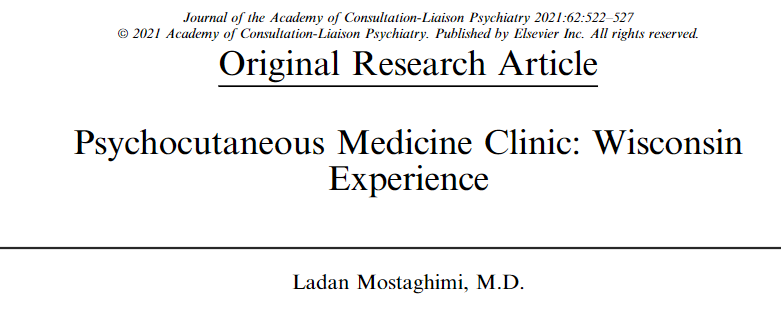 Journal of the Academy of Consultation-Liaison Psychiatry 2021:62:522–527
© 2021 Academy of Consultation-Liaison Psychiatry. Published by Elsevier Inc. All rights reserved.
Original Research Article
Psychocutaneous Medicine Clinic: Wisconsin
Experience
Ladan Mostaghimi, M.D.